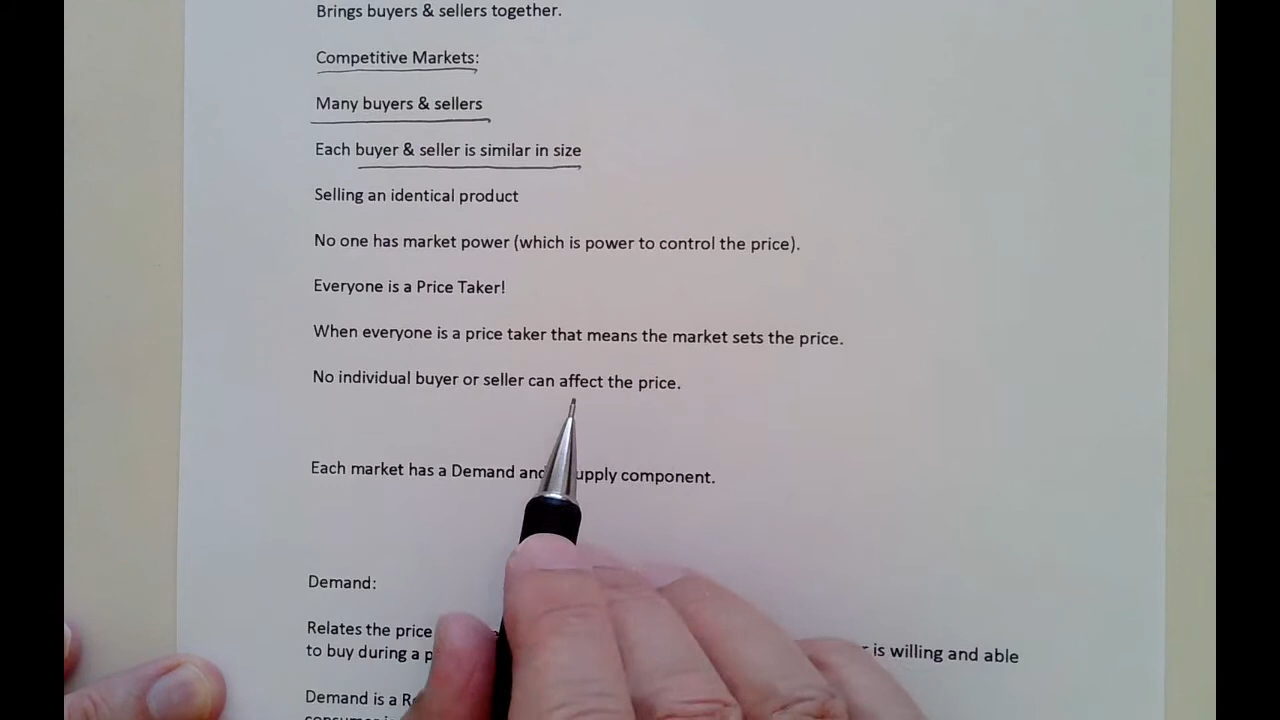 Brings buyers & sellers together.
Competitive Markets:
Many buyers & sellers
Each buyer & seller is similar in size
Selling an identical product
No one has market power (which is power to control the price).
Everyone is a Price Taker!
When everyone is a price taker that means the market sets the price.
No individual buyer or seller can affect the price.
Each market has a Demand and upply component.
Demand:
Relates the price is willing and able
to buy during a
Demand is a